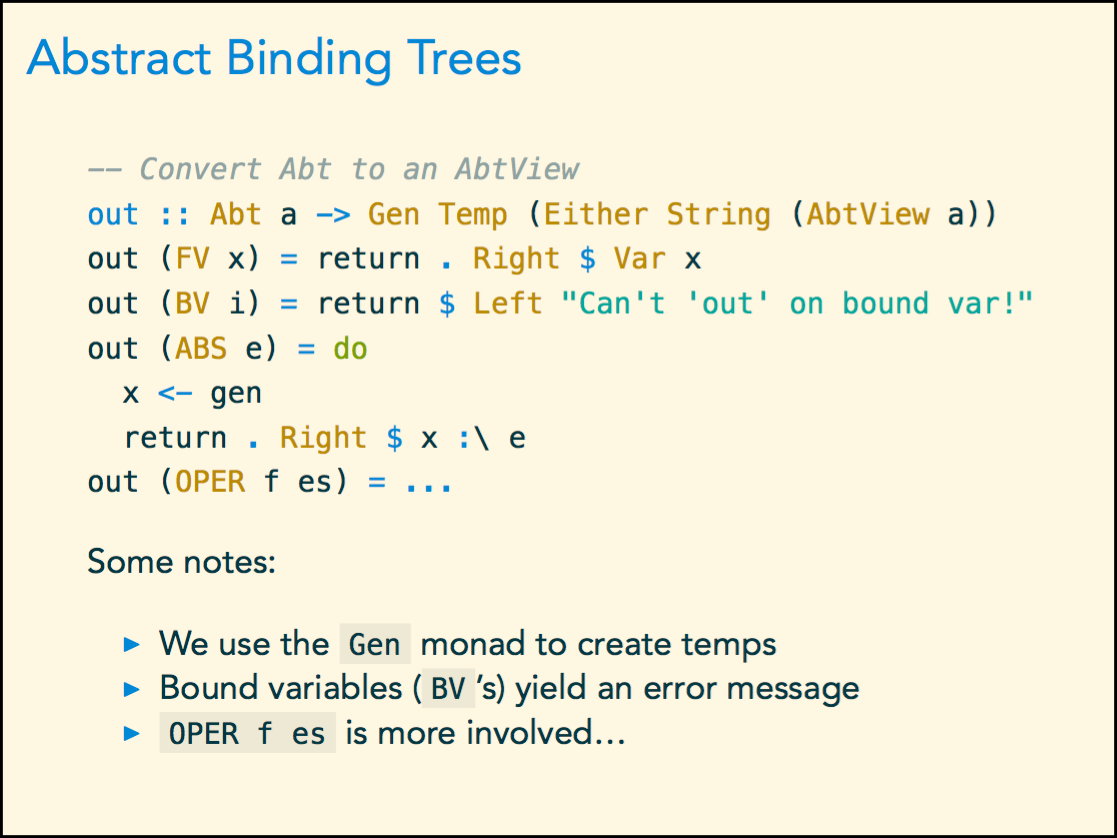 Abstract Binding Trees
-- Convert Abt to an AbtView
out :: Abt a -> Gen Temp (Either String (AbtView a))
out (FV x) = return . Right $ Var x
out (BV i) = return $ Left "Can't 'out' on bound var!"
out (ABS e) = do
  x <- gen
  return . Right $ x :\ e
out (OPER f es) = ...
Some notes:
▶ We use the Gen monad to create temps
▶ Bound variables (BV’s) yield an error message
▶ OPER f es is more involved…